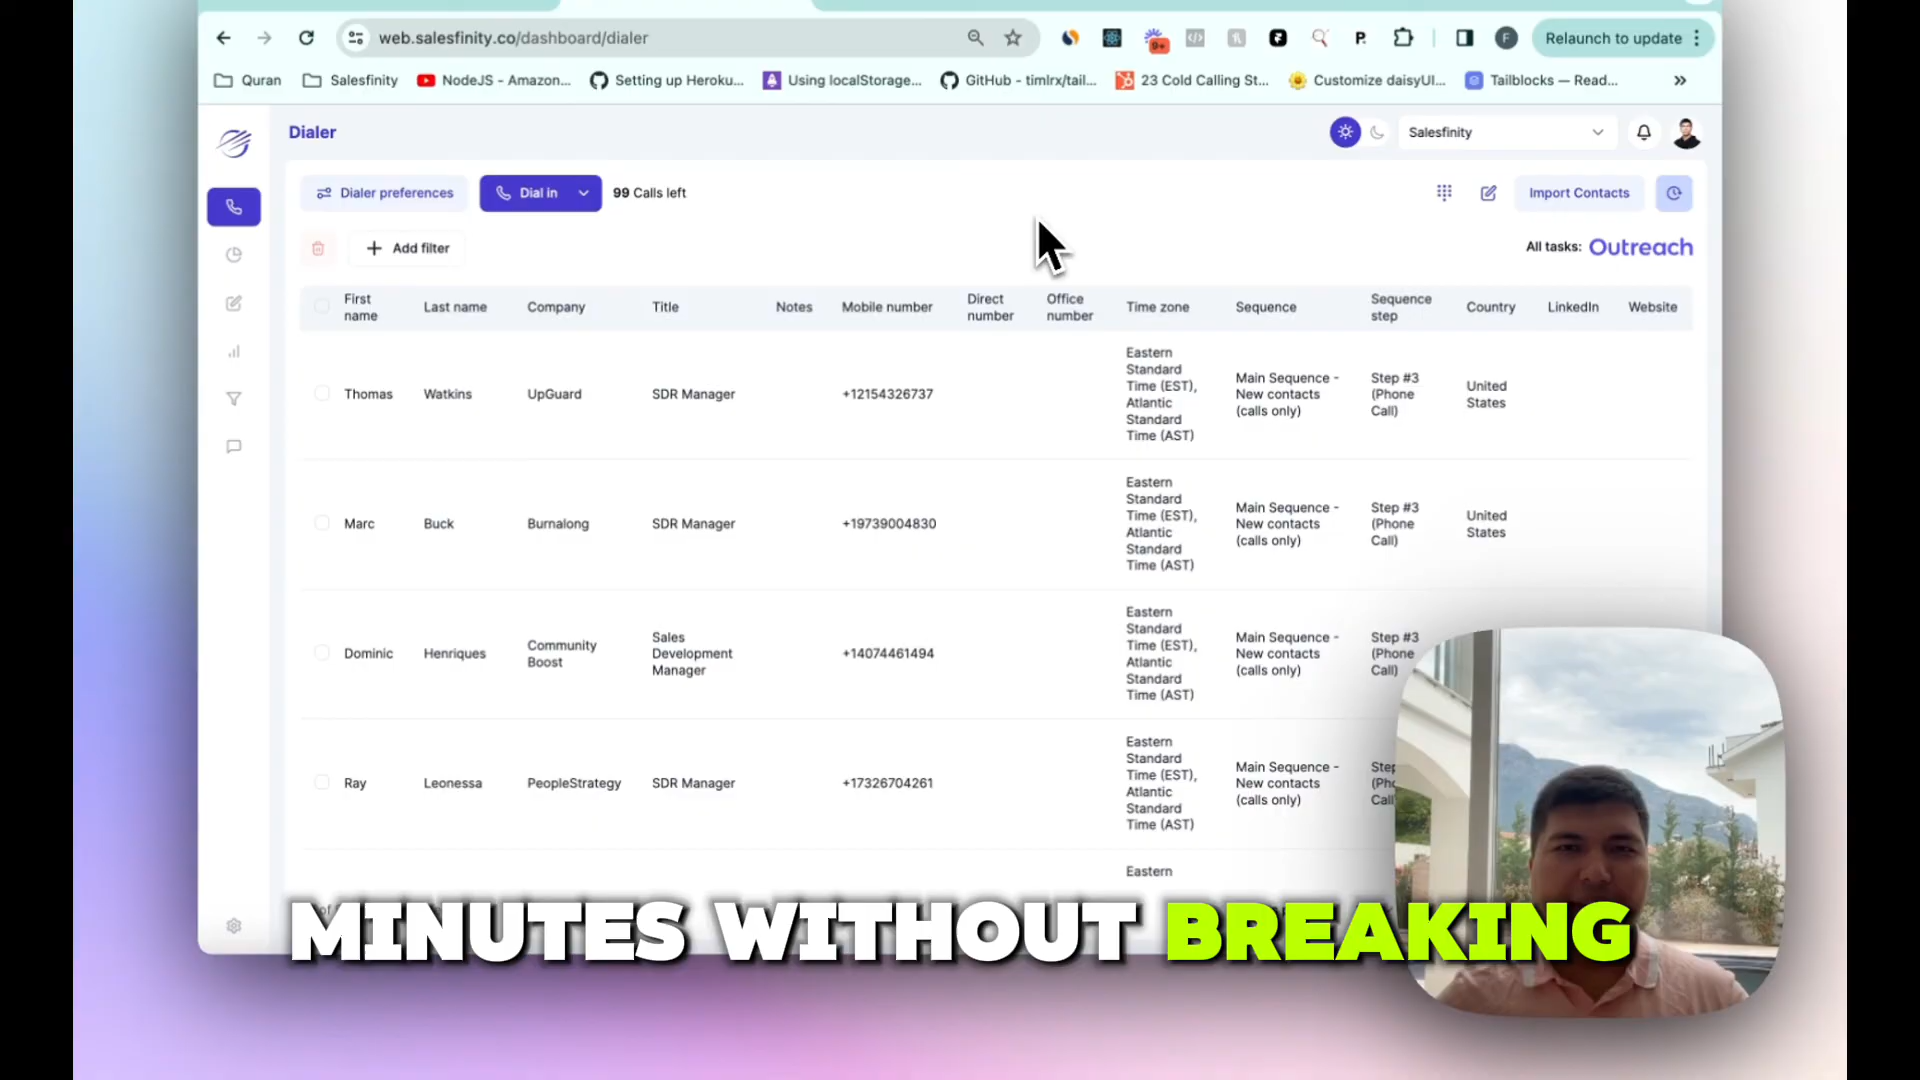 web.salesfinity.co/dashboard/dialer
9+
P.
F
Relaunch to update
Quran
Salesfinity
NodeJS - Amazon...
Setting up Heroku...
Using localStorage...
GitHub - timlrx/tail...
23 Cold Calling St...
Customize daisyUI...
Tailblocks — Read...
Dialer
Salesfinity
Dialer preferences
Dial in
99 Calls left
Import Contacts
Add filter
All tasks: Outreach
First name
Last name
Company
Title
Notes
Mobile number
Direct number
Office number
Time zone
Sequence
Sequence step
Country
LinkedIn
Website
Thomas
Watkins
UpGuard
SDR Manager
+12154326737
Eastern
Standard
Time (EST),
Atlantic
Standard
Time (AST)
Main Sequence -
New contacts
(calls only)
Step #3
(Phone
Call)
United
States
Marc
Buck
Burnalong
SDR Manager
+19739004830
Eastern
Standard
Time (EST),
Atlantic
Standard
Time (AST)
Main Sequence -
New contacts
(calls only)
Step #3
(Phone
Call)
United
States
Dominic
Henriques
Community
Boost
Sales
Development
Manager
+14074461494
Eastern
Standard
Time (EST),
Atlantic
Standard
Time (AST)
Main Sequence -
New contacts
(calls only)
Step #3
(Phone
Call)
Ray
Leonessa
PeopleStrategy
SDR Manager
+17326704261
Eastern
Standard
Time (EST),
Atlantic
Standard
Time (AST)
Main Sequence -
New contacts
(calls only)
Eastern
MINUTES WITHOUT BREAKING